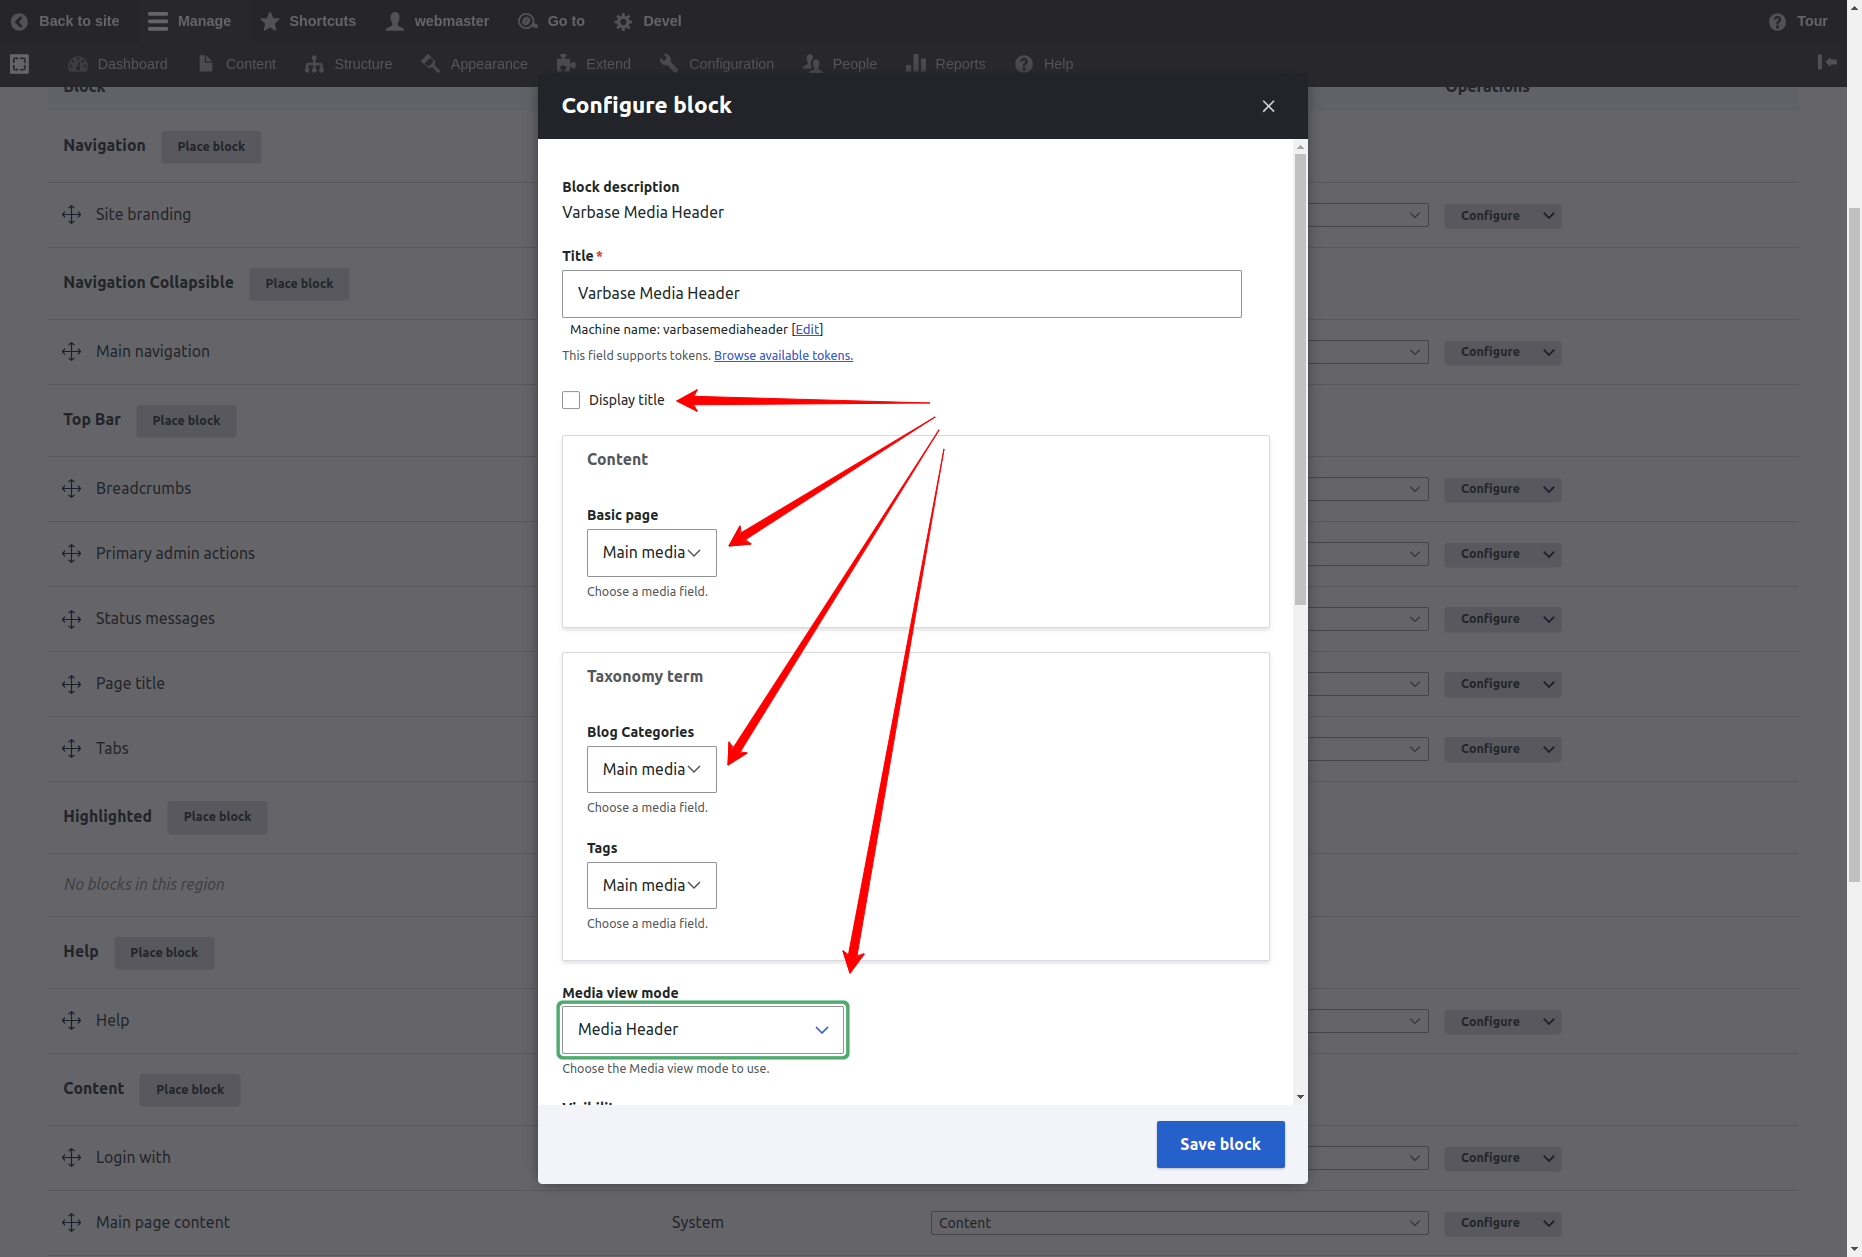 Back to site
Manage
Shortcuts
webmaster
Go to
Devel
Tour
Dashboard
Content
Structure
Appearance
Extend
Configuration
People
Reports
Help
Block
Operations
Navigation
Place block
Site branding
Configure
Navigation Collapsible
Place block
Main navigation
Configure
Top Bar
Place block
Breadcrumbs
Configure
Primary admin actions
Configure
Status messages
Configure
Page title
Configure
Tabs
Configure
Highlighted
Place block
No blocks in this region
Help
Place block
Help
Configure
Content
Place block
Login with
Configure
Main page content
System
Content
Configure
Configure block
Block description
Varbase Media Header
Title *
Varbase Media Header
Machine name: varbasemediaheader [Edit]
This field supports tokens. Browse available tokens.
Display title
Content
Basic page
Main media
Choose a media field.
Taxonomy term
Blog Categories
Main media
Choose a media field.
Tags
Main media
Choose a media field.
Media view mode
Media Header
Choose the Media view mode to use.
Save block